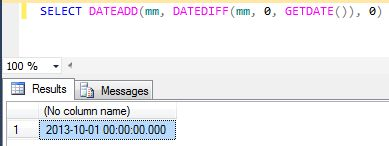 SELECT DATEADD(mm, DATEDIFF(mm, 0, GETDATE()), 0)
100 %
Results Messages
(No column name)
1 2013-10-01 00:00:00.000